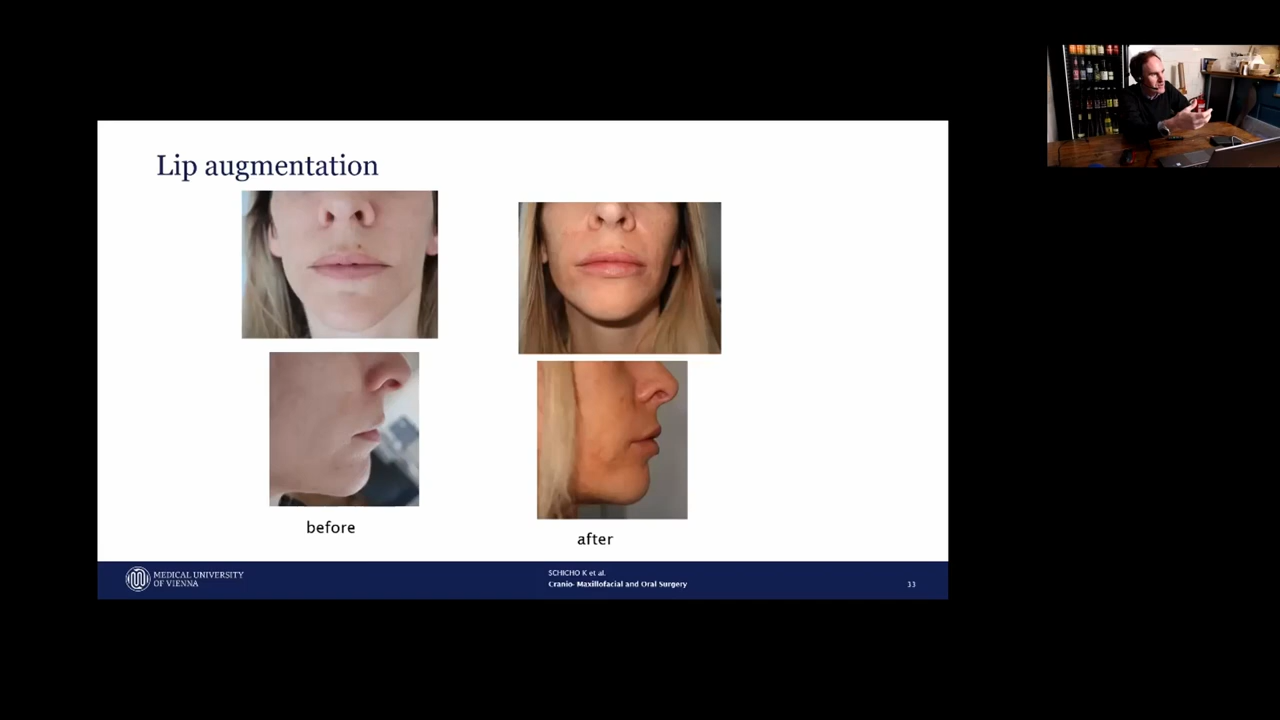 Lip augmentation
before
after
MEDICAL UNIVERSITY
OF VIENNA
SCHICHO K et al.
Cranio- Maxillofacial and Oral Surgery
33